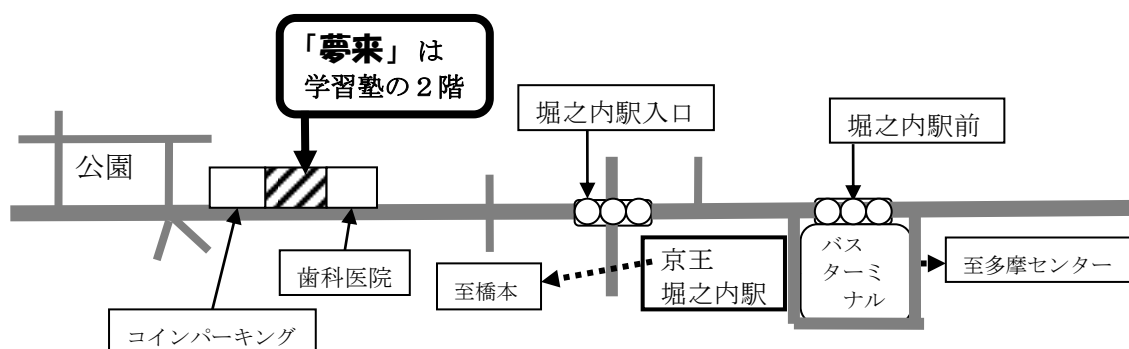 「夢来」は
学習塾の２階
堀之内駅入口
堀之内駅前
公園
歯科医院
コインパーキング
至橋本
京王
堀之内駅
バス
ターミ
ナル
至多摩センター